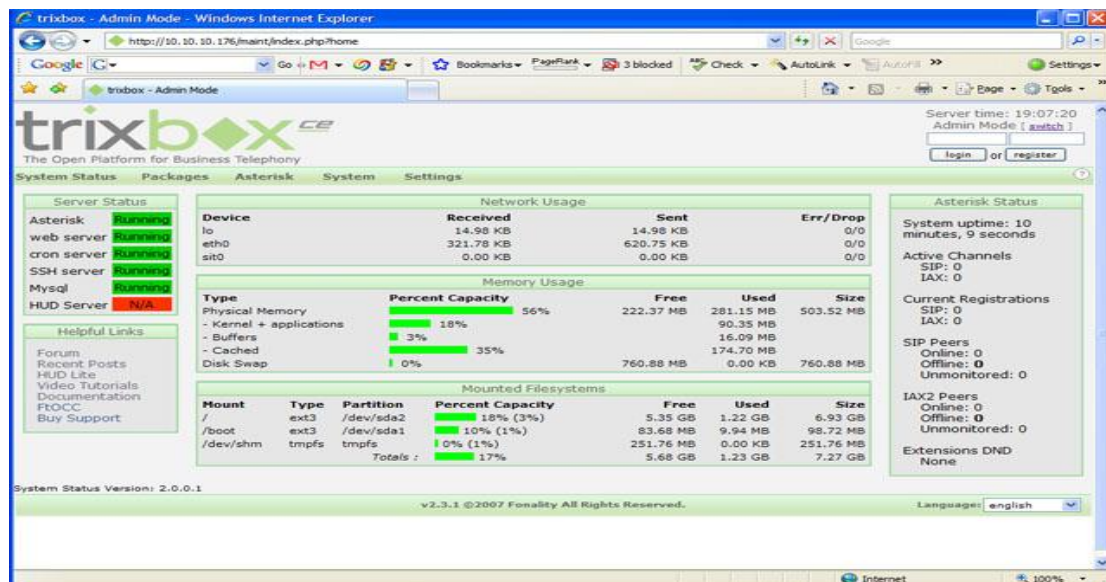 trixbox - Admin Mode - Windows Internet Explorer
http://10.10.10.176/maint/index.php?home
Google
Google G Go Bookmarks PageRank 3 blocked Check AutoLink AutoFill Settings
trixbox - Admin Mode Page Tools
trixbox ce
The Open Platform for Business Telephony
Server time: 19:07:20
Admin Mode [ switch ]
login or register
System Status Packages Asterisk System Settings
Server Status
Asterisk Running
web server Running
cron server Running
SSH server Running
Mysql Running
HUD Server N/A
Helpful Links
Forum
Recent Posts
HUD Lite
Video Tutorials
Documentation
FtOCC
Buy Support
Network Usage
Device Received Sent Err/Drop
lo 14.98 KB 14.98 KB 0/0
eth0 321.78 KB 620.75 KB 0/0
sit0 0.00 KB 0.00 KB 0/0
Memory Usage
Type Percent Capacity Free Used Size
Physical Memory 56% 222.37 MB 281.15 MB 503.52 MB
- Kernel + applications 18% 90.35 MB
- Buffers 3% 16.09 MB
- Cached 35% 174.70 MB
Disk Swap 0% 760.88 MB 0.00 KB 760.88 MB
Mounted Filesystems
Mount Type Partition Percent Capacity Free Used Size
/ ext3 /dev/sda2 18% (3%) 5.35 GB 1.22 GB 6.93 GB
/boot ext3 /dev/sda1 10% (1%) 83.68 MB 9.94 MB 98.72 MB
/dev/shm tmpfs tmpfs 0% (1%) 251.76 MB 0.00 KB 251.76 MB
Totals : 17% 5.68 GB 1.23 GB 7.27 GB
Asterisk Status
System uptime: 10
minutes, 9 seconds
Active Channels
SIP: 0
IAX: 0
Current Registrations
SIP: 0
IAX: 0
SIP Peers
Online: 0
Offline: 0
Unmonitored: 0
IAX2 Peers
Online: 0
Offline: 0
Unmonitored: 0
Extensions DND
None
System Status Version: 2.0.0.1
v2.3.1 ©2007 Fonality All Rights Reserved.
Language: english
Internet 100%